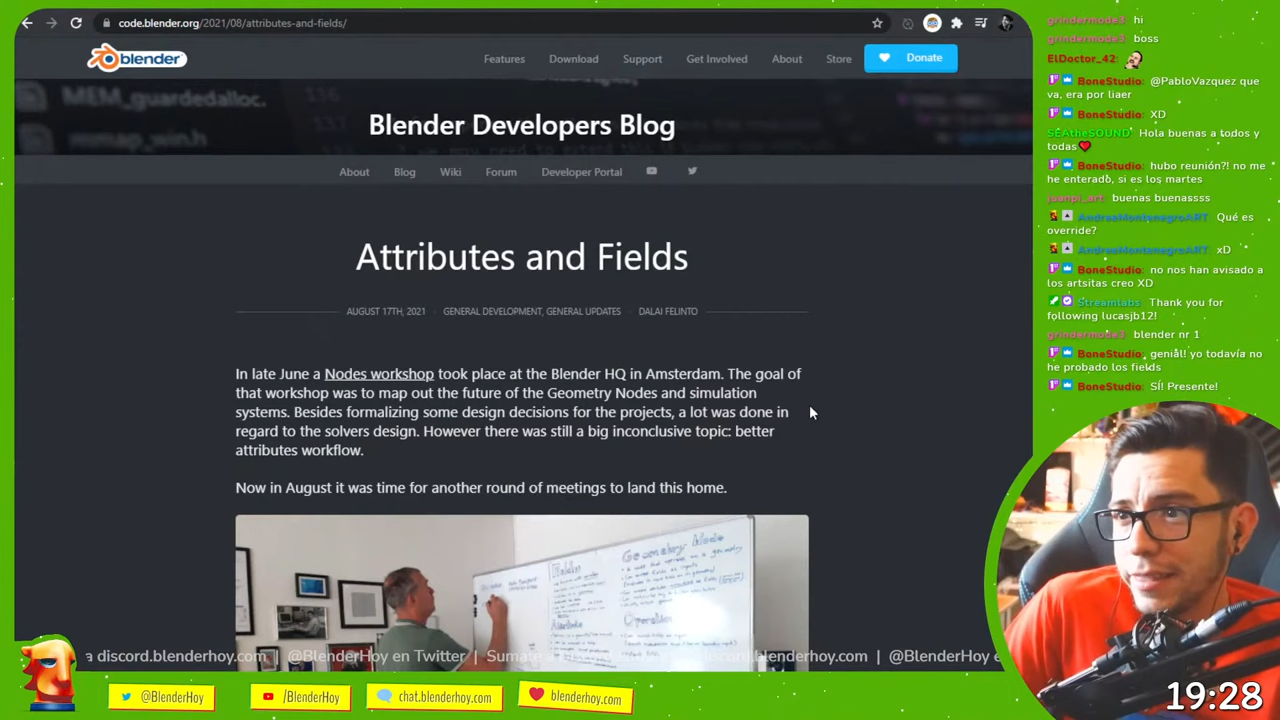 code.blender.org/2021/08/attributes-and-fields/
blender
Features
Download
Support
Get Involved
About
Store
Donate
MEM_guardedalloc.
Blender Developers Blog
About
Blog
Wiki
Forum
Developer Portal
Attributes and Fields
AUGUST 17TH, 2021
GENERAL DEVELOPMENT, GENERAL UPDATES
DALAI FELINTO
In late June a Nodes workshop took place at the Blender HQ in Amsterdam. The goal of
that workshop was to map out the future of the Geometry Nodes and simulation
systems. Besides formalizing some design decisions for the projects, a lot was done in
regard to the solvers design. However there was still a big inconclusive topic: better
attributes workflow.
Now in August it was time for another round of meetings to land this home.
Geometry Node
a discord.blenderhoy.com | @BlenderHoy en Twitter | Sumate discord.blenderhoy.com | @BlenderHoy en
@BlenderHoy
/BlenderHoy
chat.blenderhoy.com
blenderhoy.com
grindermode3 hi
grindermode3 boss
ElDoctor_42:
BoneStudio: @PabloVazquez que
va, era por liaer
BoneStudio: XD
SEAtheSOUND Hola buenas a todos y
todas
BoneStudio: hubo reunión?! no me
he enterado, si es los martes
juanpi_art buenas buenassss
AndreaMontenegroART Qué es
override?
AndreaMontenegroART xD
BoneStudio: no nos han avisado a
los artsitas creo XD
Streamlabs Thank you for
following lucasjb12!
grindermode3 blender nr 1
BoneStudio: genial! yo todavía no
he probado los fields
BoneStudio: SÍ! Presente!
19:28